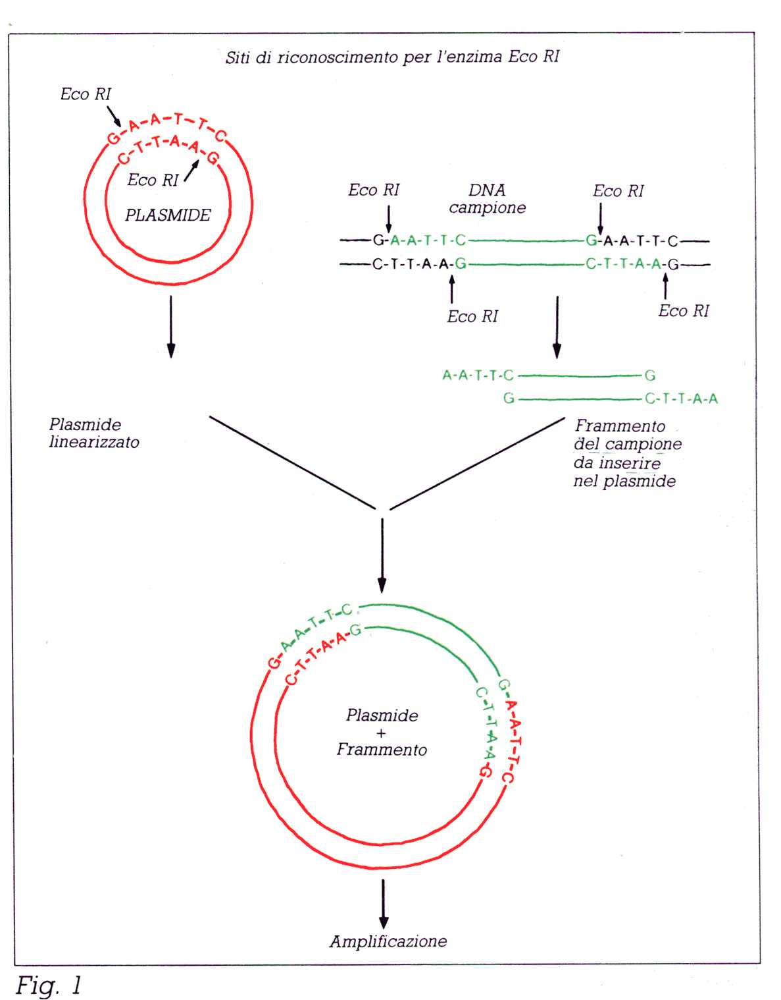 Siti di riconoscimento per l'enzima Eco RI
Eco RI
G-A-A-T-T-C
C-T-T-A-A-G
Eco RI
PLASMIDE
Eco RI
DNA
campione
Eco RI
G-A-A-T-T-C G-A-A-T-T-C
C-T-T-A-A-G C-T-T-A-A-G
Eco RI
Eco RI
A-A-T-T-C G
G C-T-T-A-A
Plasmide
linearizzato
Frammento
del campione
da inserire
nel plasmide
G-A-A-T-T-C
C-T-T-A-A-G
G-A-A-T-T-C
C-T-T-A-A-G
Plasmide
+
Frammento
Amplificazione
Fig. 1